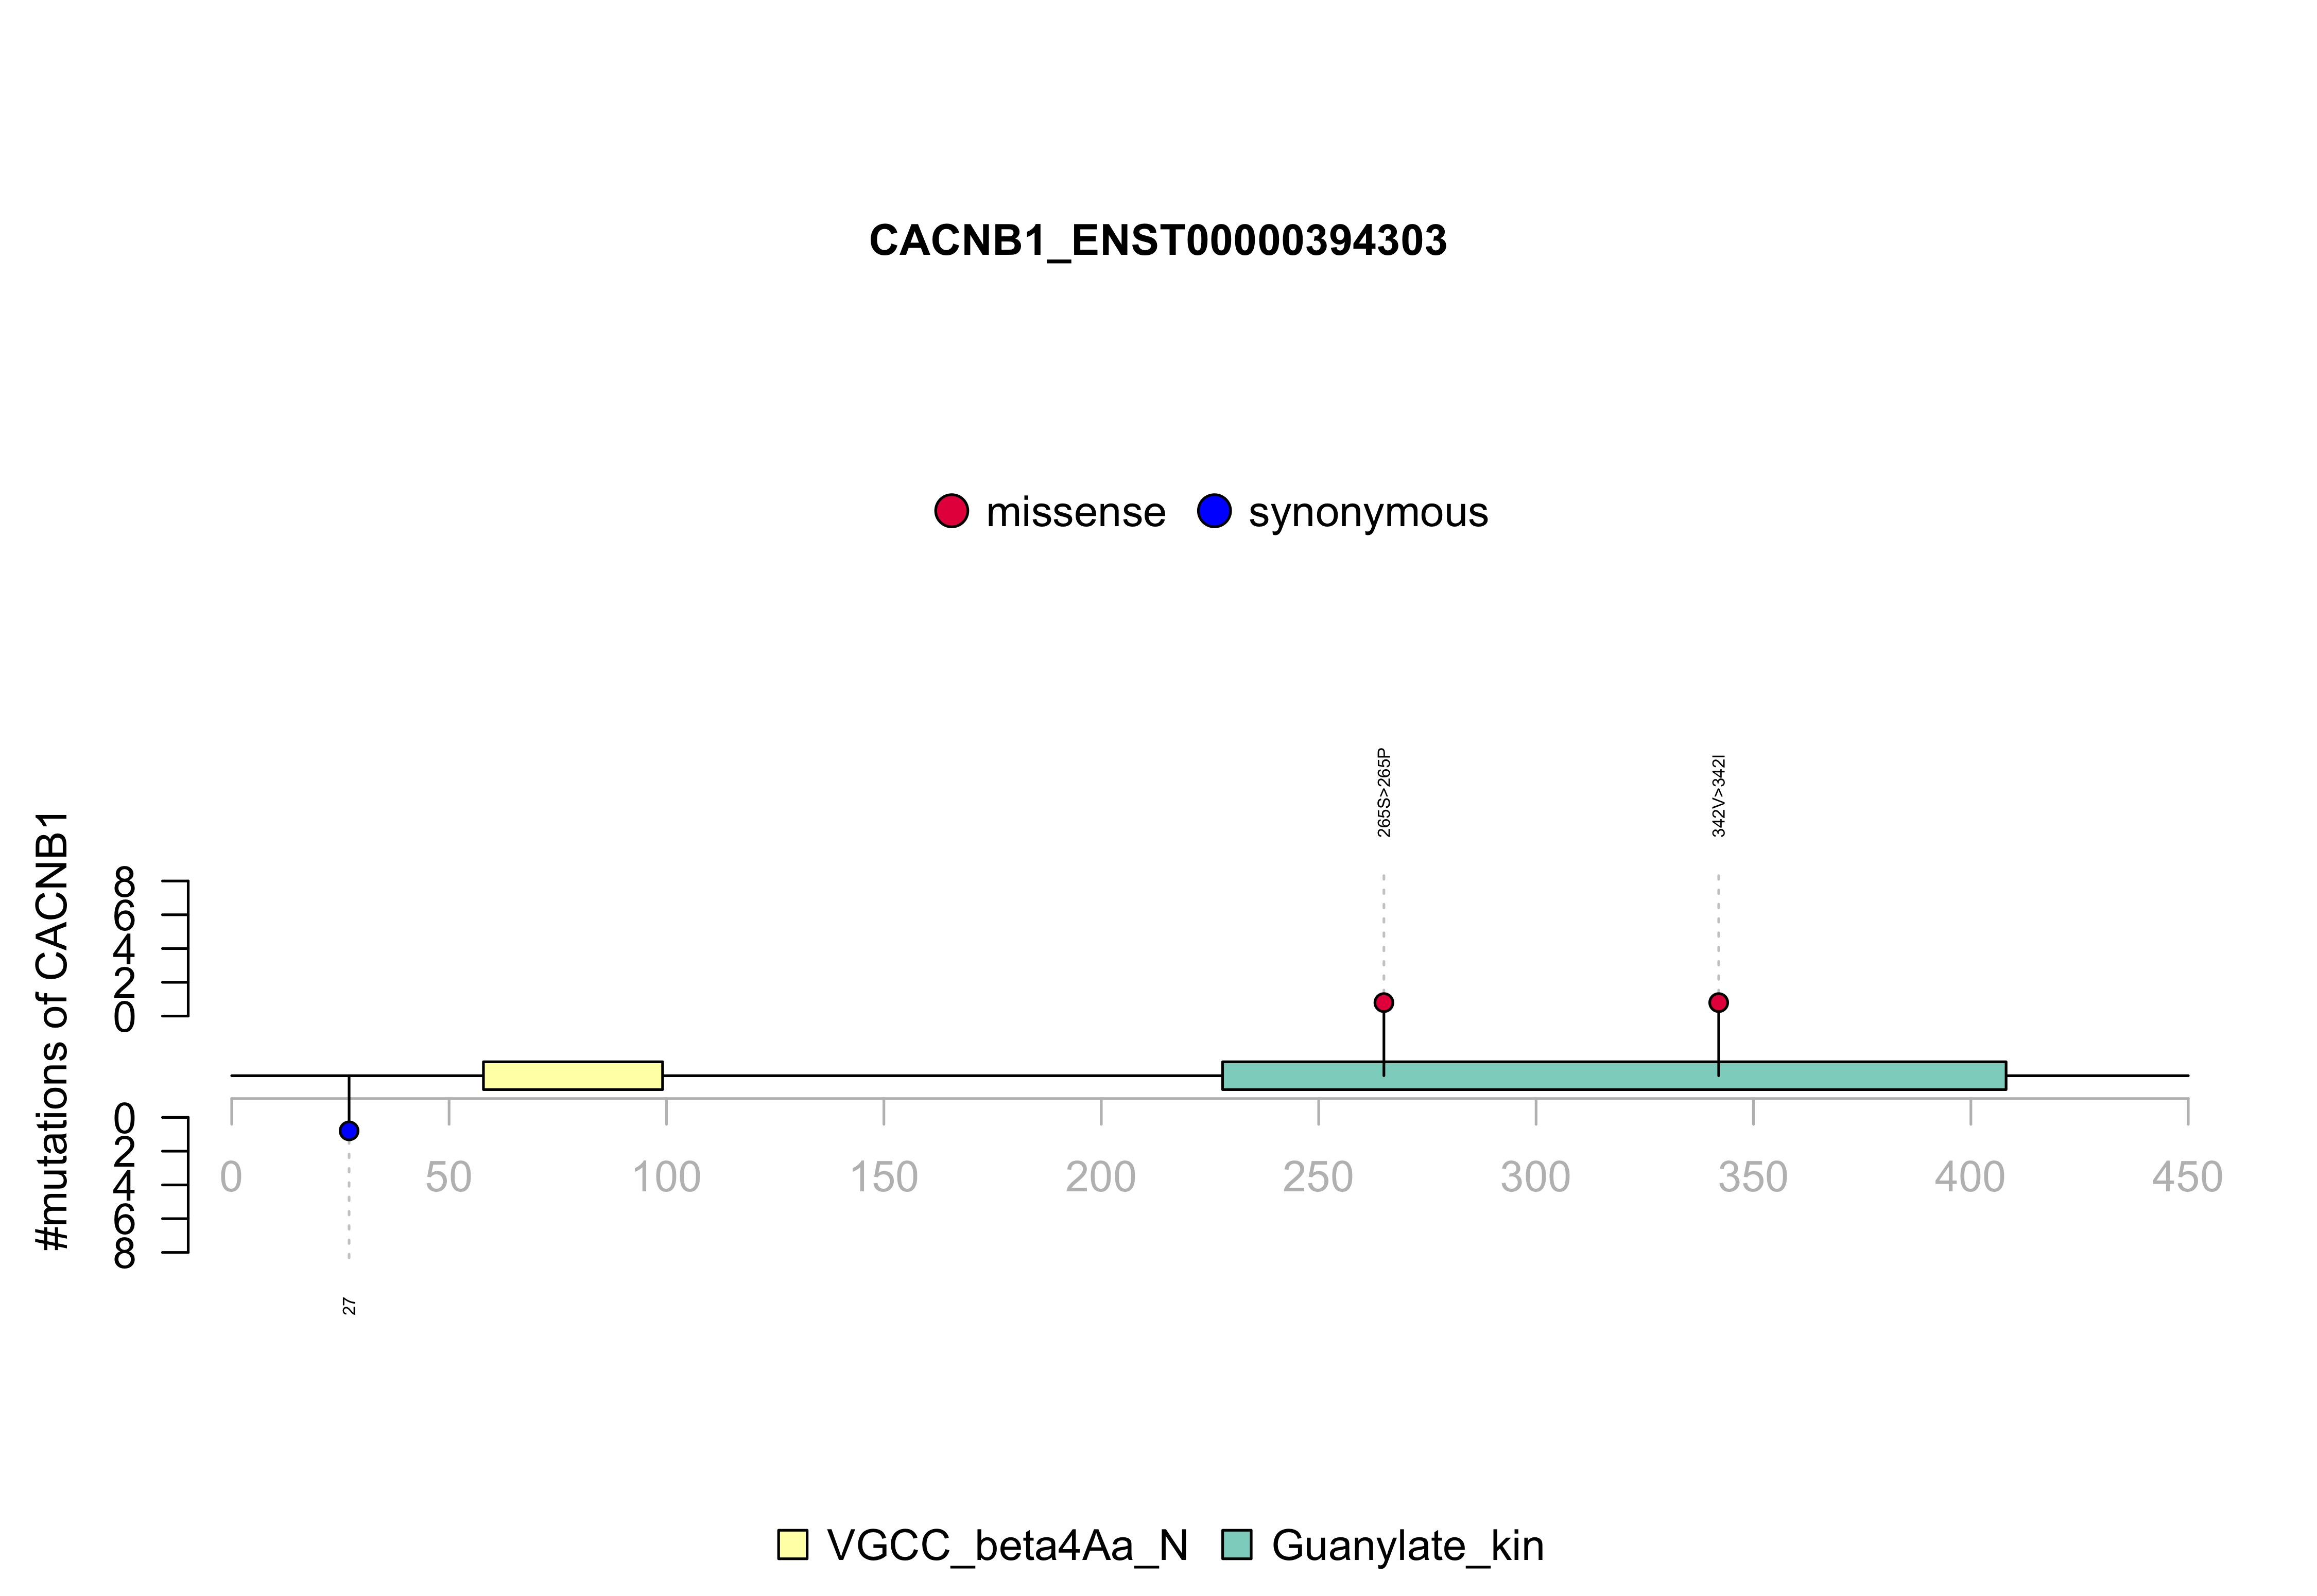 CACNB1_ENST00000394303
missense synonymous
265S>265P
342V>342I
#mutations of CACNB1
8
6
4
2
0
0
2
4
6
8
0 50 100 150 200 250 300 350 400 450
27
VGCC_beta4Aa_N Guanylate_kin